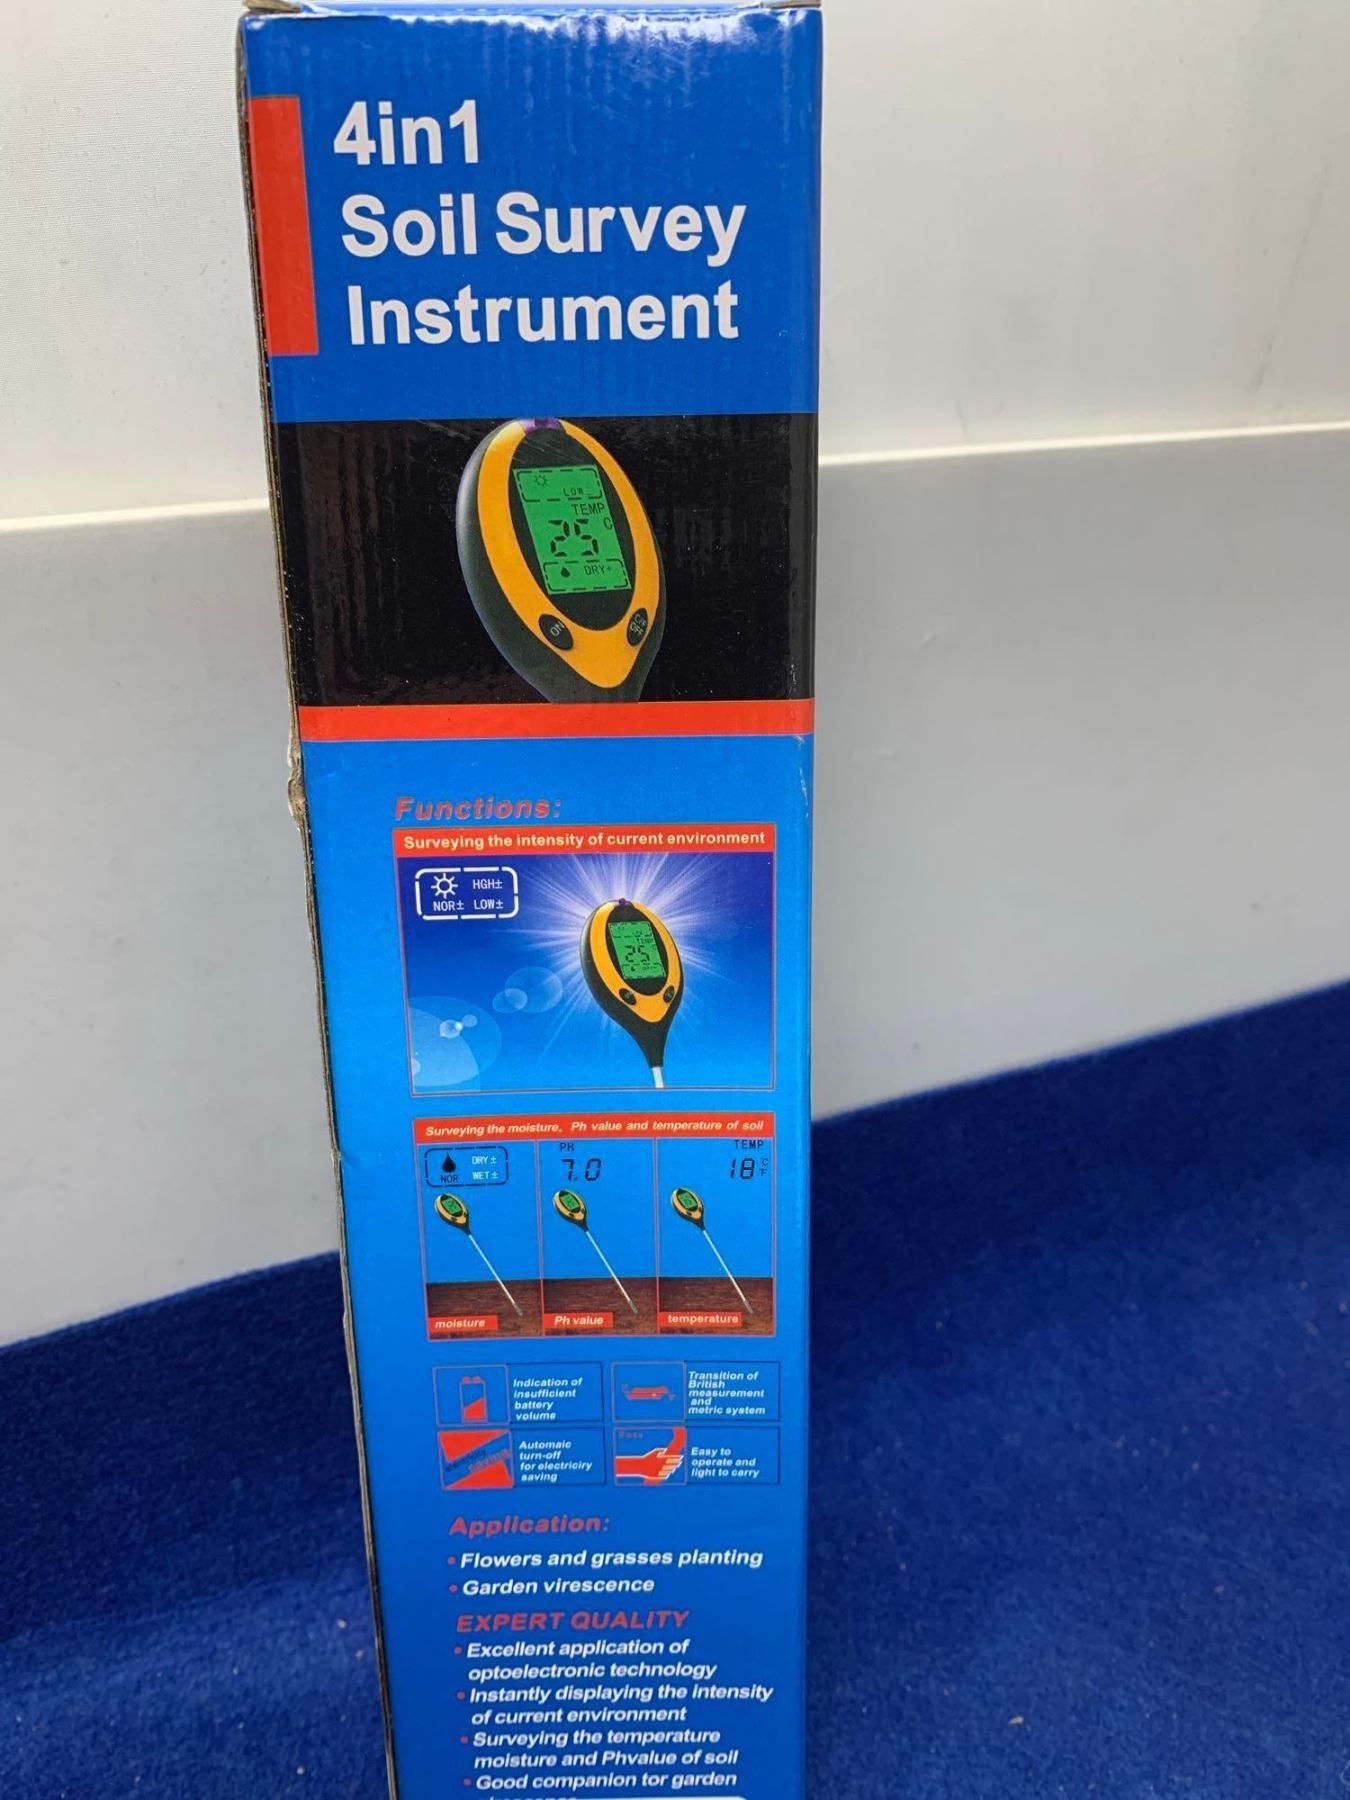 4in1
Soil Survey
Instrument
LOW
TEMP
25 C
DRY+
ON
Functions:
Surveying the intensity of current environment
HGH±
NOR± LOW±
TEMP
25
Surveying the moisture, Ph value and temperature of soil
DRY±
NOR WET±
PH
7.0
TEMP
18 °C °F
moisture
Ph value
temperature
Indication of
insufficient
battery
volume
Transition of
British
measurement
and
metric system
Automaic
turn-off
for electriciry
saving
Easy to
operate and
light to carry
Application:
• Flowers and grasses planting
• Garden virescence
EXPERT QUALITY
• Excellent application of
optoelectronic technology
• Instantly displaying the intensity
of current environment
• Surveying the temperature
moisture and Phvalue of soil
• Good companion for garden